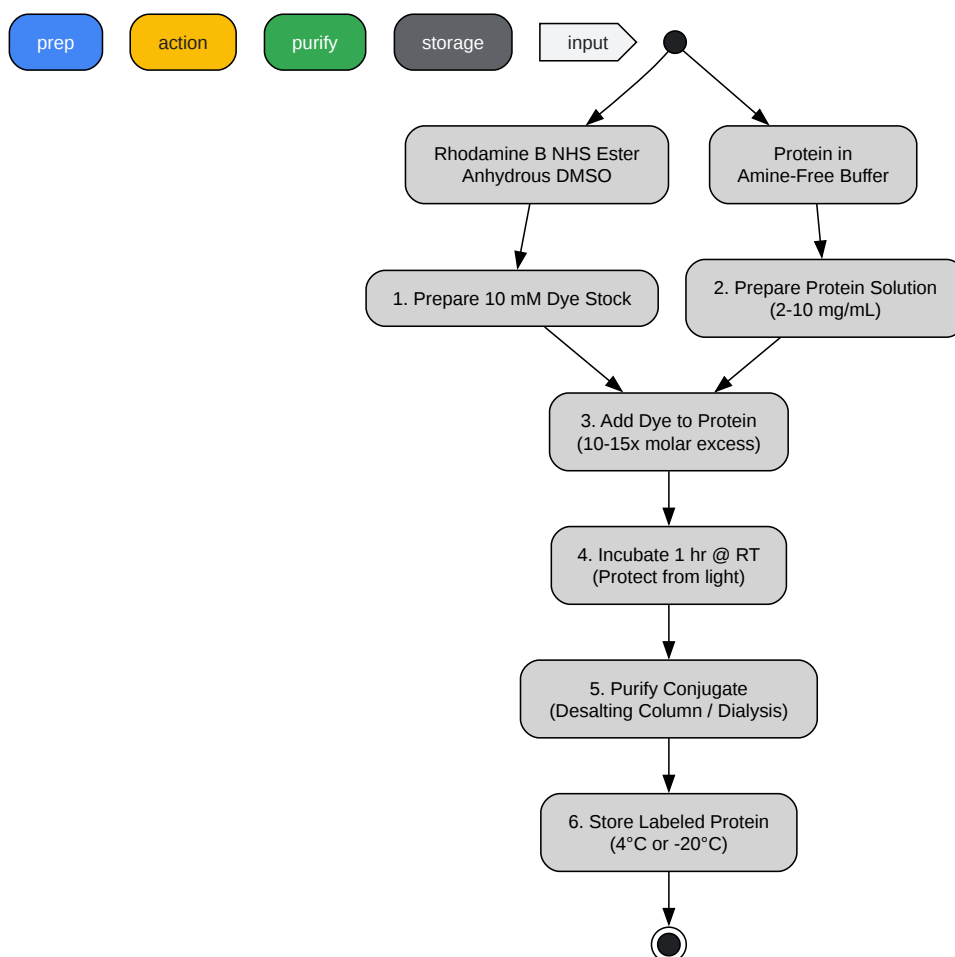 prep
action
purify
storage
input
Rhodamine B NHS Ester
Anhydrous DMSO
Protein in
Amine-Free Buffer
1. Prepare 10 mM Dye Stock
2. Prepare Protein Solution
(2-10 mg/mL)
3. Add Dye to Protein
(10-15x molar excess)
4. Incubate 1 hr @ RT
(Protect from light)
5. Purify Conjugate
(Desalting Column / Dialysis)
6. Store Labeled Protein
(4°C or -20°C)